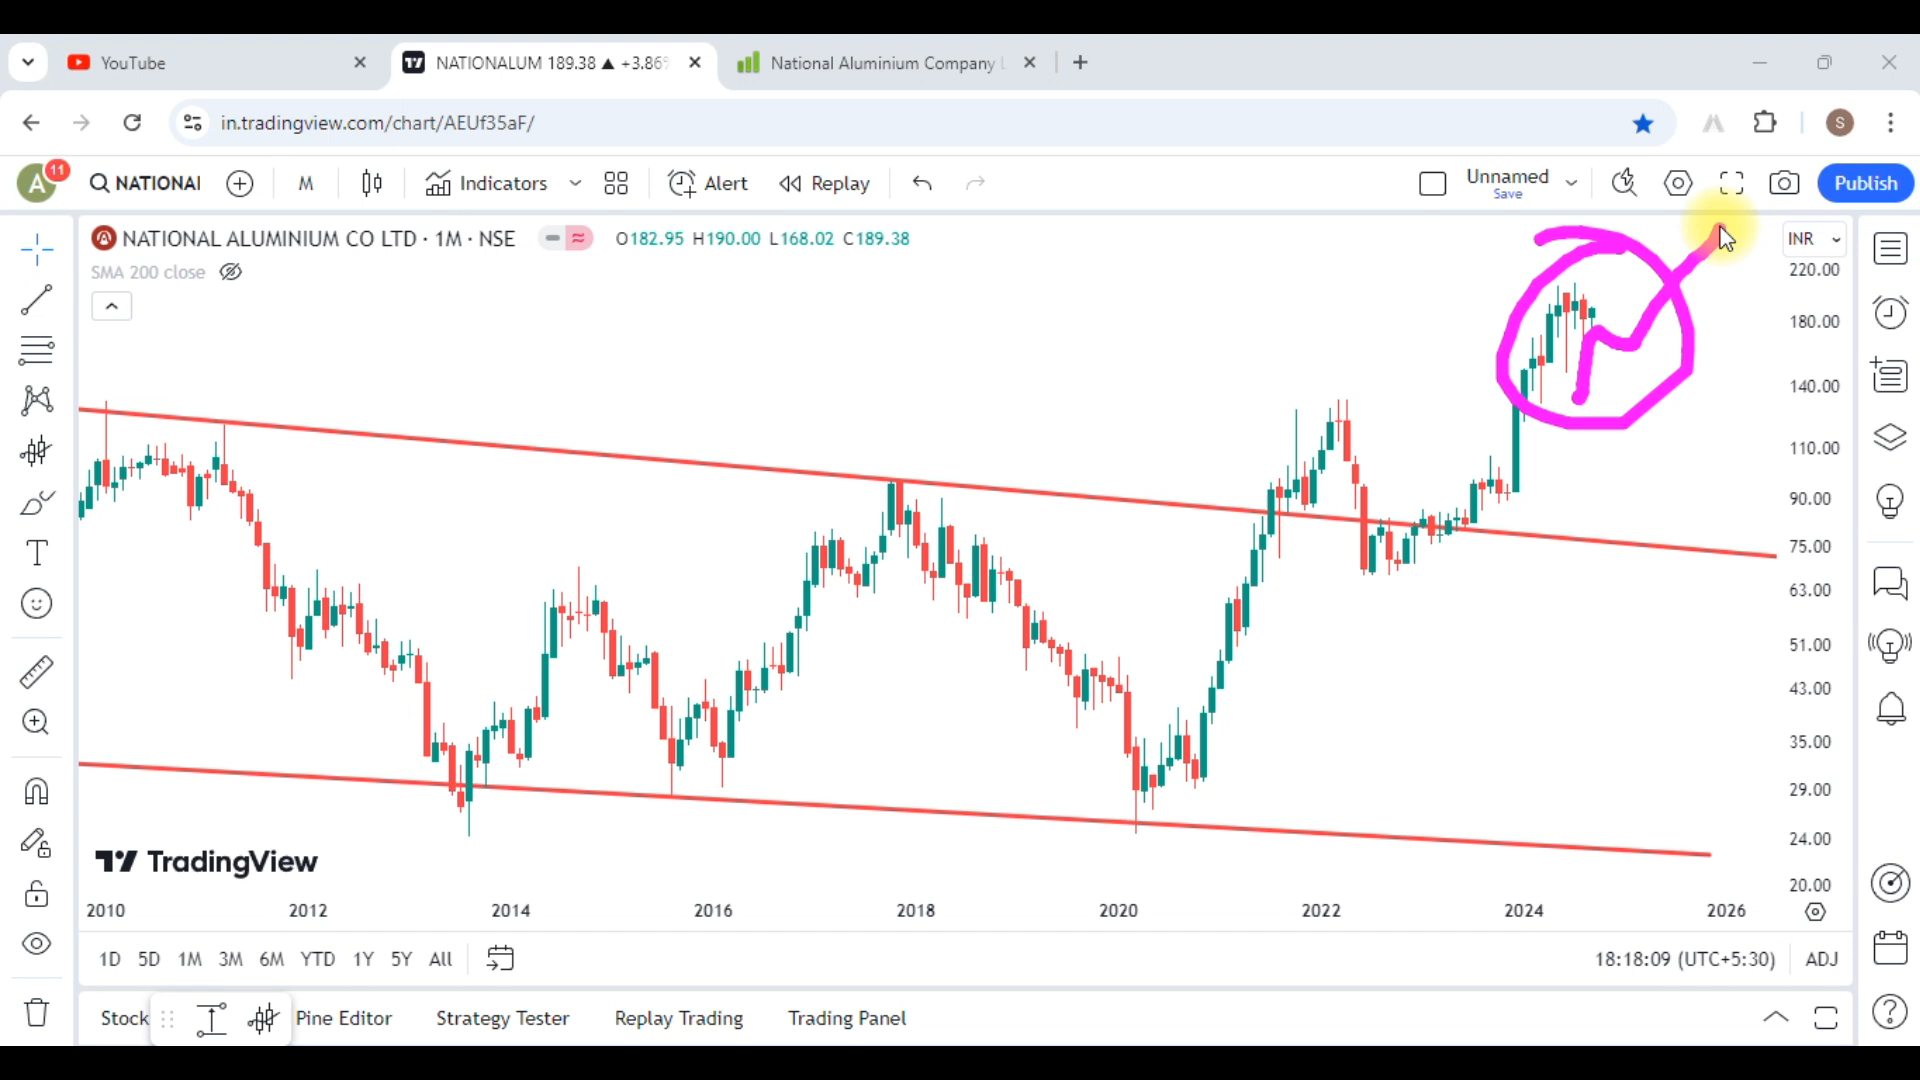 YouTube
NATIONALUM 189.38 ▲ +3.86%
National Aluminium Company L
in.tradingview.com/chart/AEUf35aF/
S
A 11 NATIONAL M Indicators Alert Replay Unnamed Save Publish
NATIONAL ALUMINIUM CO LTD · 1M · NSE O182.95 H190.00 L168.02 C189.38
INR
SMA 200 close
220.00
180.00
140.00
110.00
90.00
75.00
63.00
51.00
43.00
35.00
29.00
24.00
20.00
TradingView
2010 2012 2014 2016 2018 2020 2022 2024 2026
1D 5D 1M 3M 6M YTD 1Y 5Y All 18:18:09 (UTC+5:30) ADJ
Stock Pine Editor Strategy Tester Replay Trading Trading Panel